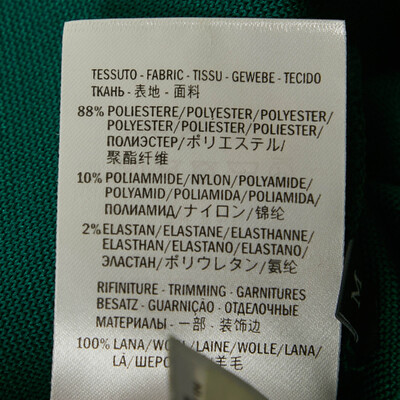 TESSUTO - FABRIC - TISSU - GEWEBE - TECIDO
ТКАНЬ - 表地 - 面料
88% POLIESTERE/POLYESTER/POLYESTER/
POLYESTER/POLIESTER/POLIESTER/
ПОЛИЭСТЕР/ポリエステル/
聚酯纤维
10% POLIAMMIDE/NYLON/POLYAMIDE/
POLYAMID/POLIAMIDA/POLIAMIDA/
ПОЛИАМИД/ナイロン/锦纶
2% ELASTAN/ELASTANE/ELASTHANNE/
ELASTHAN/ELASTANO/ELASTANO/
ЭЛАСТАН/ポリウレタン/氨纶
RIFINITURE - TRIMMING - GARNITURES
BESATZ - GUARNIÇÃO - ОТДЕЛОЧНЫЕ
МАТЕРИАЛЫ - 一部 - 装饰边
100% LANA/WOOL/LAINE/WOLLE/LANA/
LÃ/ 羊毛
M